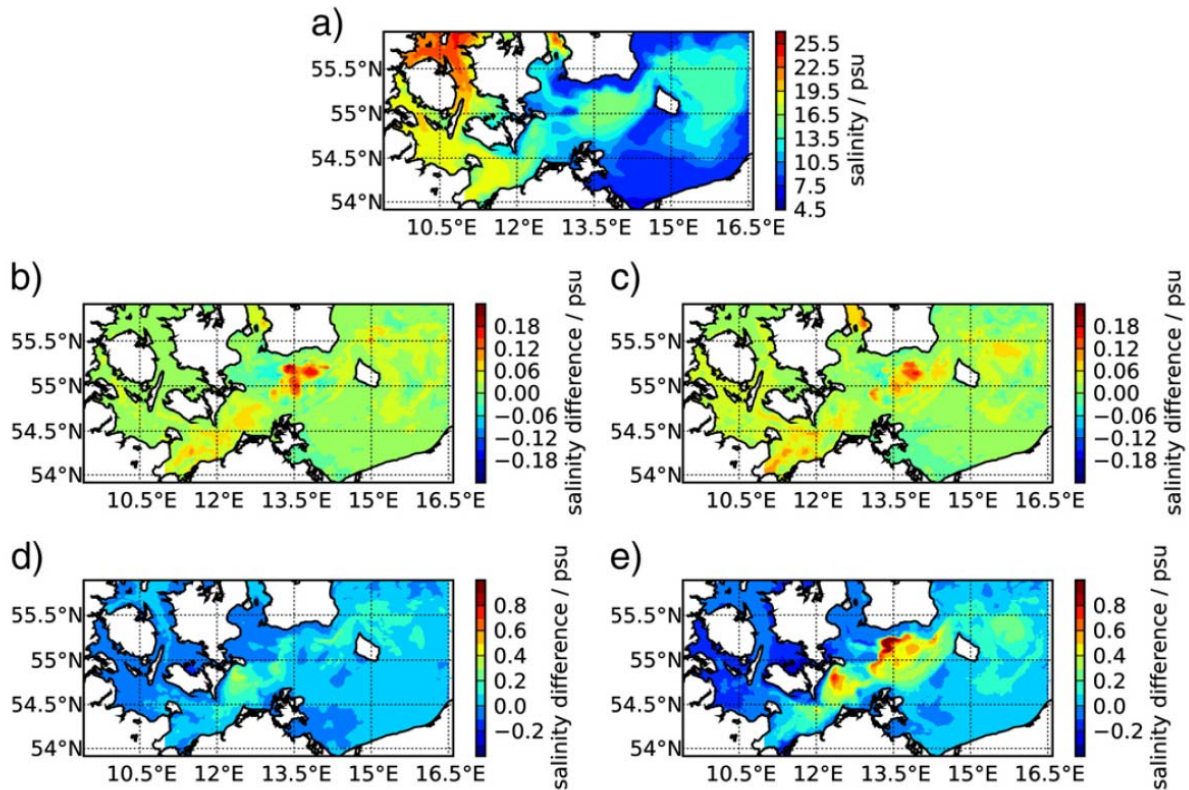 a)
55.5°N
55°N
54.5°N
54°N
10.5°E 12°E 13.5°E 15°E 16.5°E
25.5
22.5
19.5
16.5
13.5
10.5
7.5
4.5
salinity / psu
b)
55.5°N
55°N
54.5°N
54°N
10.5°E 12°E 13.5°E 15°E 16.5°E
0.18
0.12
0.06
0.00
−0.06
−0.12
−0.18
salinity difference / psu
c)
55.5°N
55°N
54.5°N
54°N
10.5°E 12°E 13.5°E 15°E 16.5°E
0.18
0.12
0.06
0.00
−0.06
−0.12
−0.18
salinity difference / psu
d)
55.5°N
55°N
54.5°N
54°N
10.5°E 12°E 13.5°E 15°E 16.5°E
0.8
0.6
0.4
0.2
0.0
−0.2
salinity difference / psu
e)
55.5°N
55°N
54.5°N
54°N
10.5°E 12°E 13.5°E 15°E 16.5°E
0.8
0.6
0.4
0.2
0.0
−0.2
salinity difference / psu